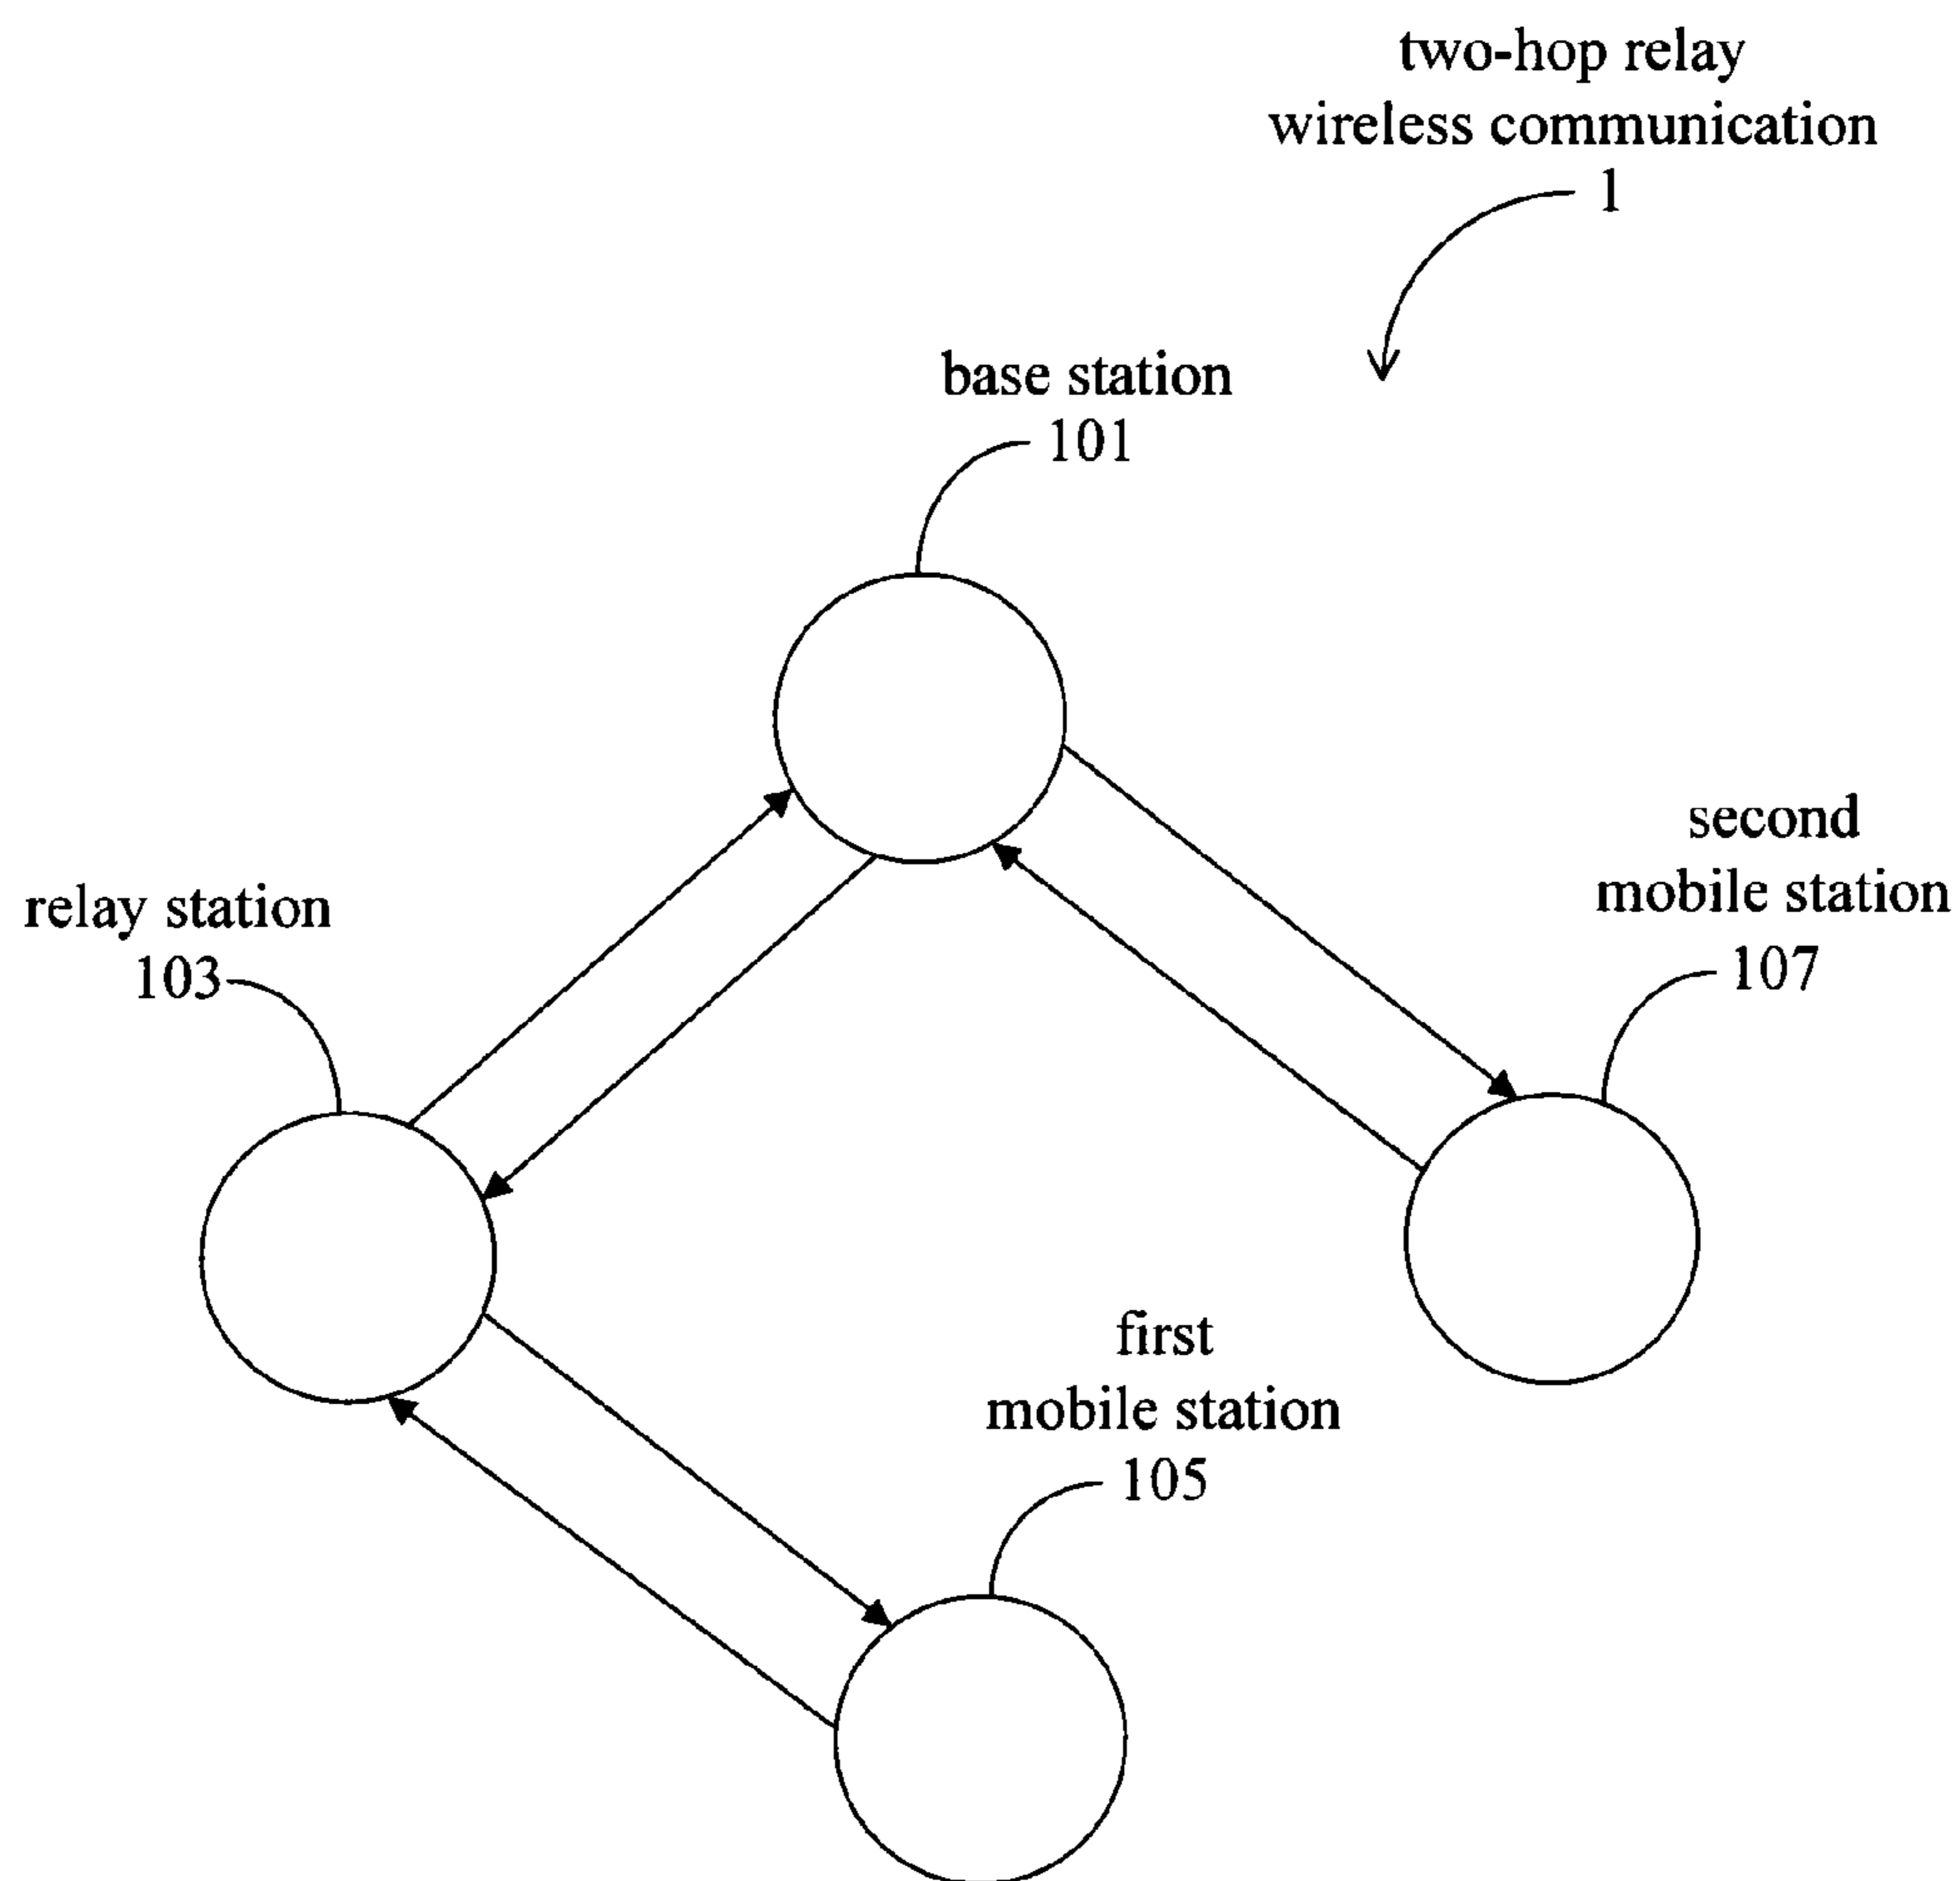 two-hop relay
wireless communication
1
base station
101
second
mobile station
107
relay station
103
first
mobile station
105